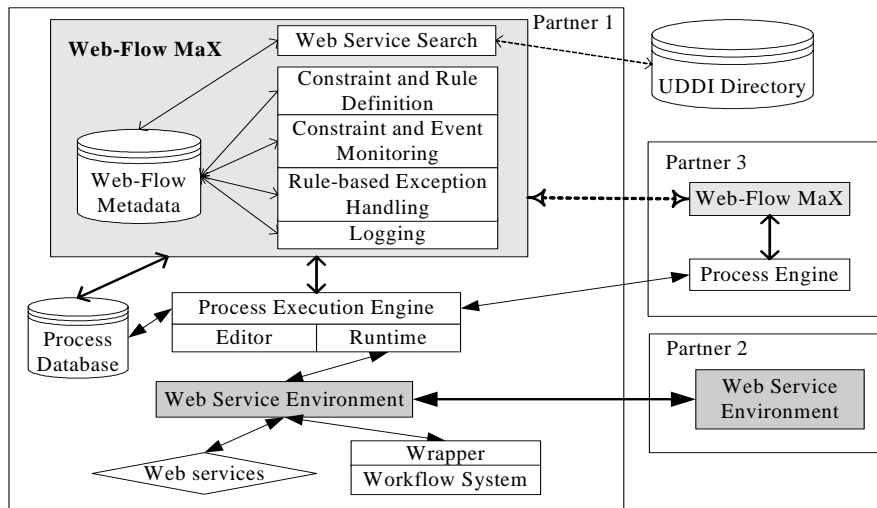 Partner 1
Web-Flow MaX
Web Service Search
UDDI Directory
Constraint and Rule
Definition
Constraint and Event
Monitoring
Rule-based Exception
Handling
Logging
Web-Flow
Metadata
Partner 3
Web-Flow MaX
Process Engine
Process
Database
Process Execution Engine
Editor
Runtime
Partner 2
Web Service
Environment
Web Service Environment
Web services
Wrapper
Workflow System